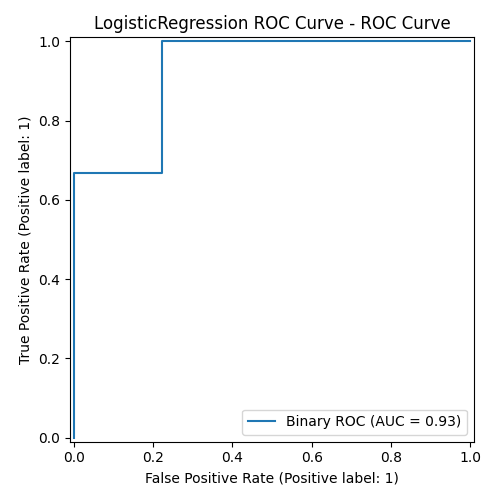 LogisticRegression ROC Curve - ROC Curve
1.0
0.8
0.6
0.4
0.2
0.0
True Positive Rate (Positive label: 1)
Binary ROC (AUC = 0.93)
0.0 0.2 0.4 0.6 0.8 1.0
False Positive Rate (Positive label: 1)